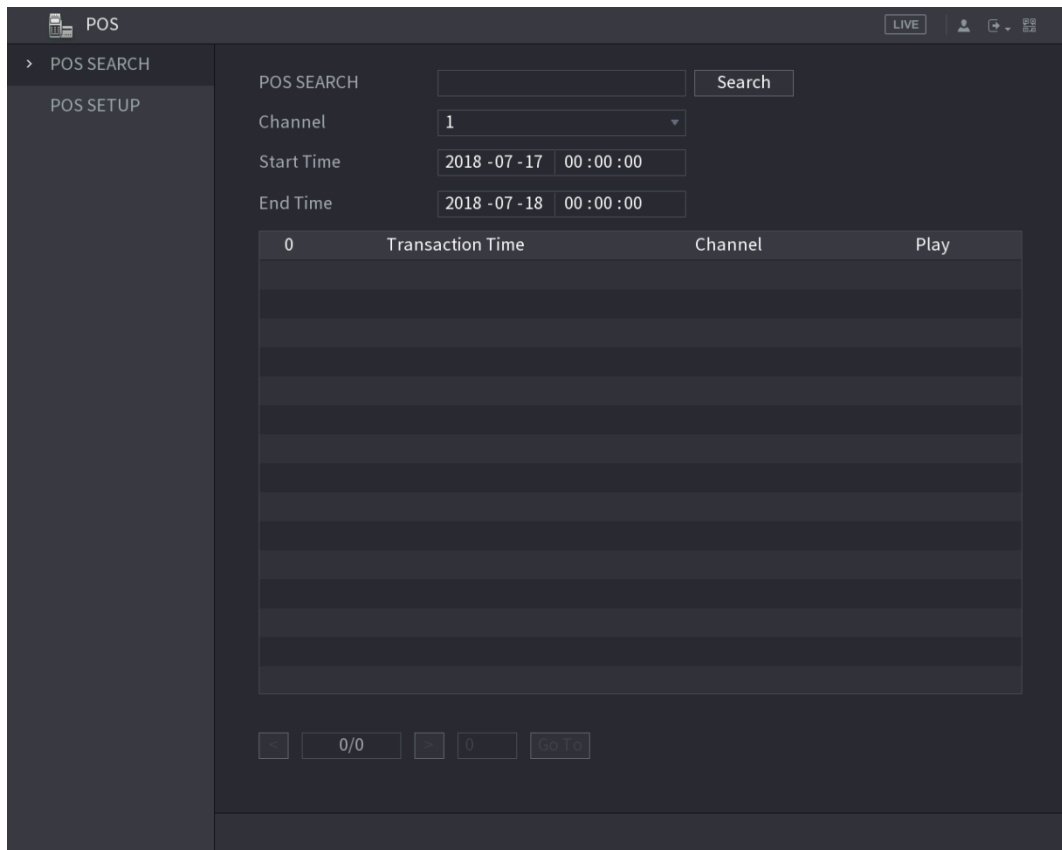 POS
LIVE
POS SEARCH
POS SETUP
POS SEARCH
Search
Channel
1
Start Time
2018 -07 -17 00 :00 :00
End Time
2018 -07 -18 00 :00 :00
0 Transaction Time Channel Play
< 0/0 > 0 Go To